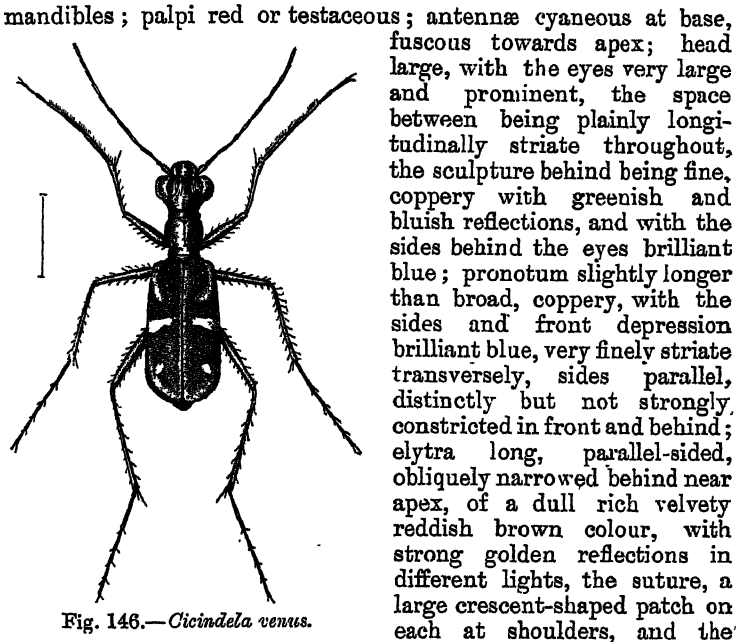 mandibles; palpi red or testaceous; antennæ cyaneous at base,
fuscous towards apex; head
large, with the eyes very large
and prominent, the space
between being plainly longi-
tudinally striate throughout,
the sculpture behind being fine,
coppery with greenish and
bluish reflections, and with the
sides behind the eyes brilliant
blue; pronotum slightly longer
than broad, coppery, with the
sides and front depression
brilliant blue, very finely striate
transversely, sides parallel,
distinctly but not strongly
constricted in front and behind;
elytra long, parallel-sided,
obliquely narrowed behind near
apex, of a dull rich velvety
reddish brown colour, with
strong golden reflections in
different lights, the suture, a
large crescent-shaped patch on
each at shoulders, and the
Fig. 146.—Cicindela venus.